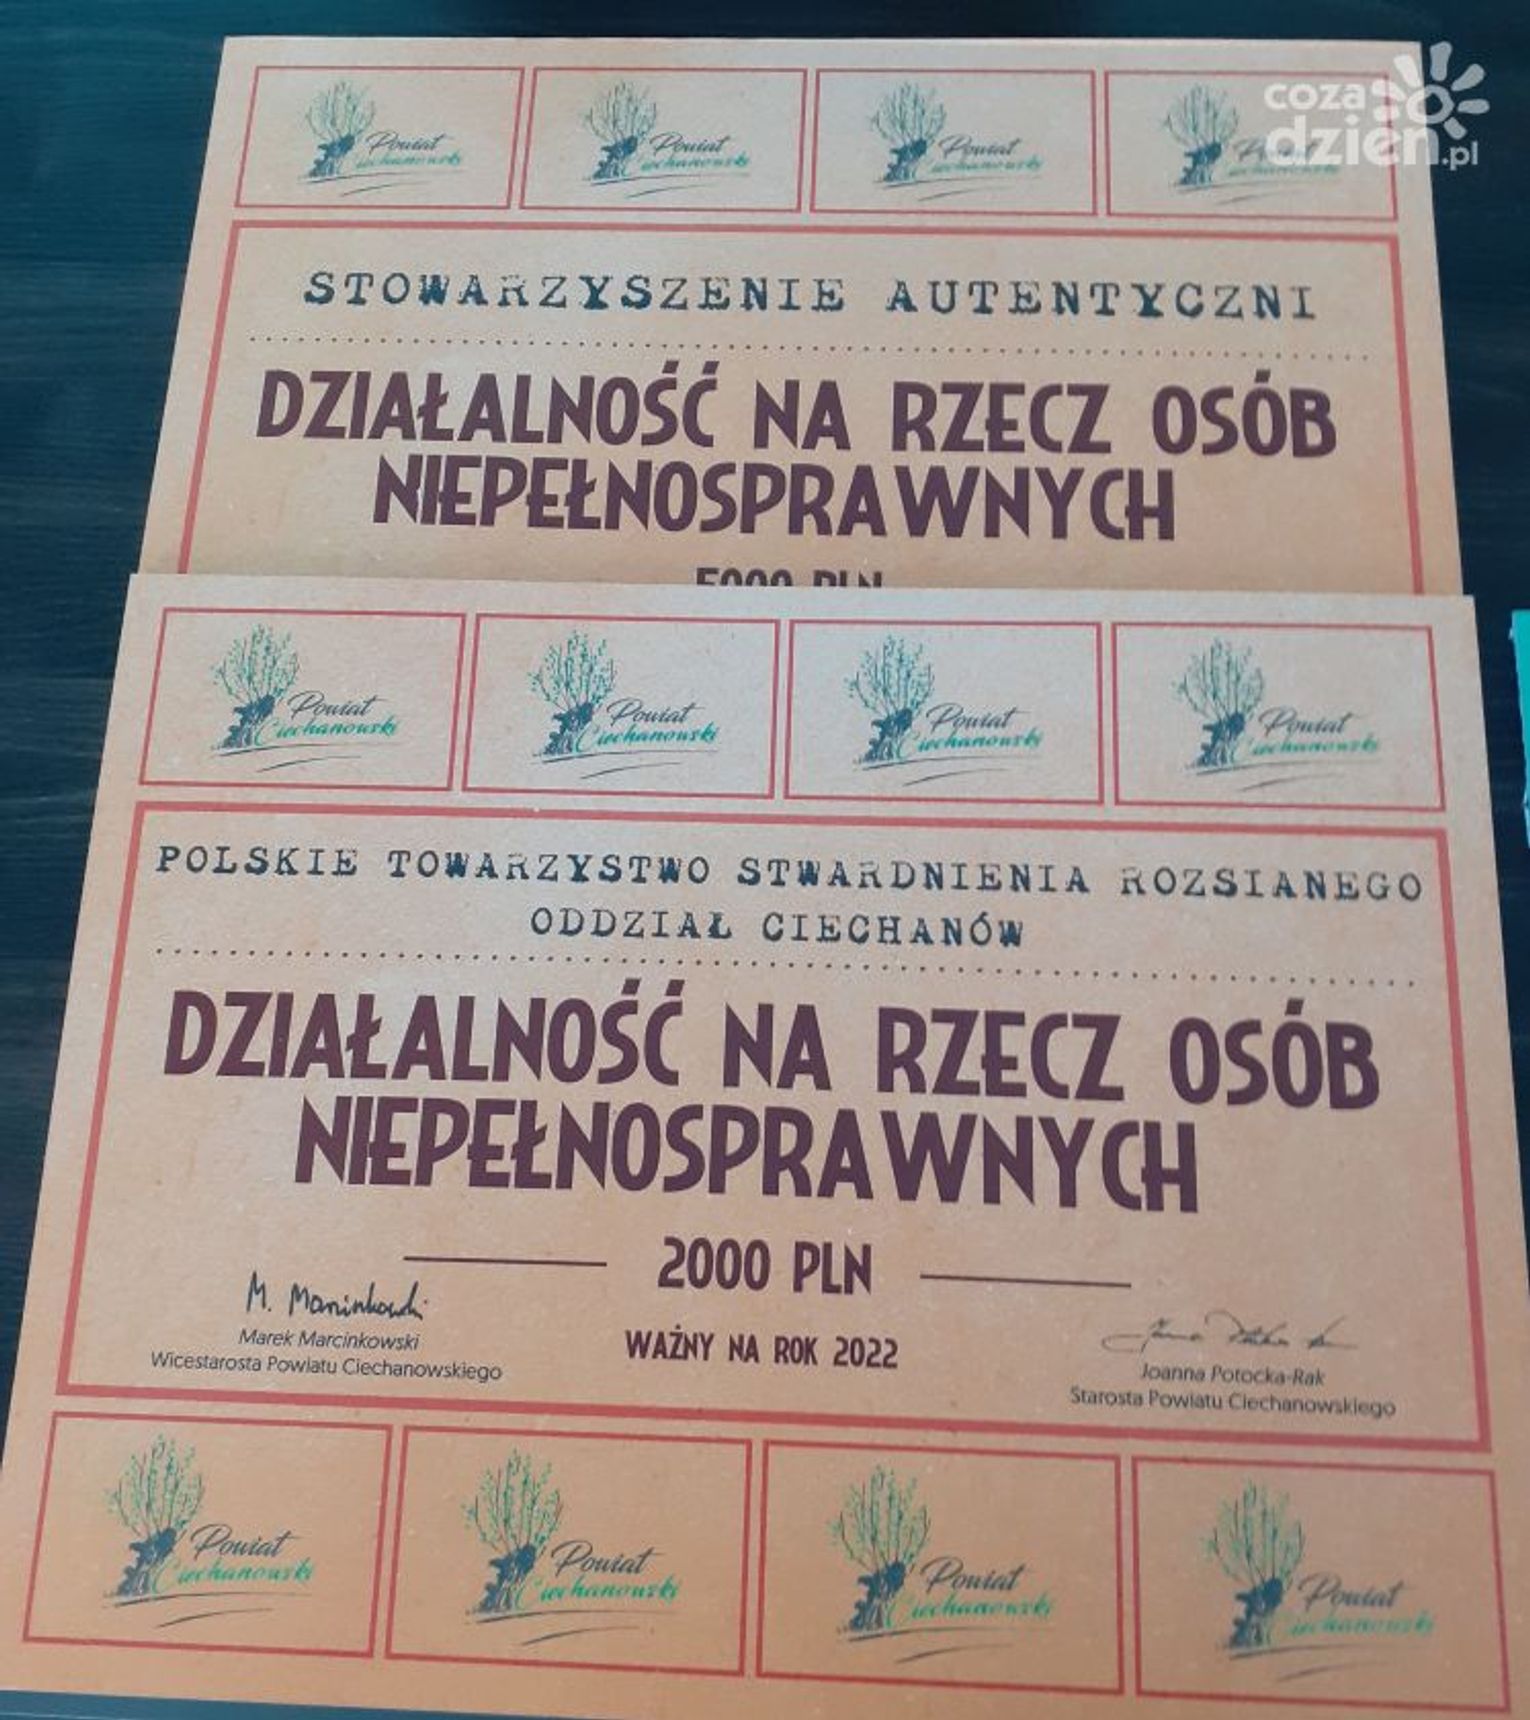 coza
dzien.pl
Powiat Powiat Powiat
Ciechanowski Ciechanowski Ciechanowski
STOWARZYSZENIE AUTENTYCZNI
DZIAŁALNOŚĆ NA RZECZ OSÓB
NIEPEŁNOSPRAWNYCH
5000 PLN
Powiat Powiat Powiat Powiat
Ciechanowski Ciechanowski Ciechanowski Ciechanowski
POLSKIE TOWARZYSTWO STWARDNIENIA ROZSIANEGO
ODDZIAŁ CIECHANÓW
DZIAŁALNOŚĆ NA RZECZ OSÓB
NIEPEŁNOSPRAWNYCH
2000 PLN
M. Marcinkowski
Marek Marcinkowski
Wicestarosta Powiatu Ciechanowskiego
WAŻNY NA ROK 2022
Joanna Potocka-Rak
Starosta Powiatu Ciechanowskiego
Powiat Powiat Powiat Powiat
Ciechanowski Ciechanowski Ciechanowski Ciechanowski